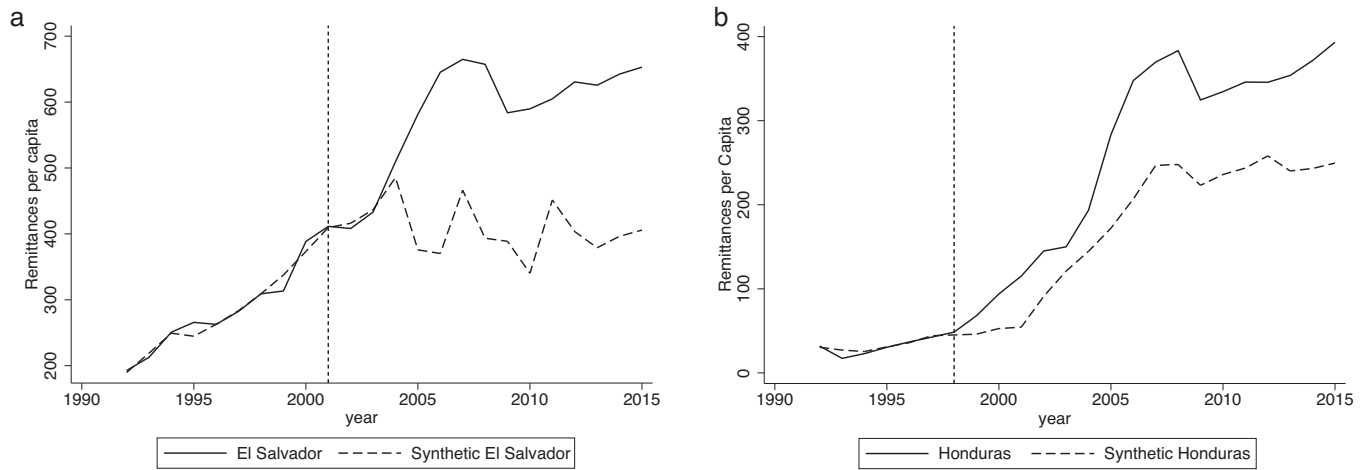 a
Remittances per capita
700
600
500
400
300
200
1990 1995 2000 2005 2010 2015
year
El Salvador Synthetic El Salvador
b
Remittances per Capita
400
300
200
100
0
1990 1995 2000 2005 2010 2015
year
Honduras Synthetic Honduras